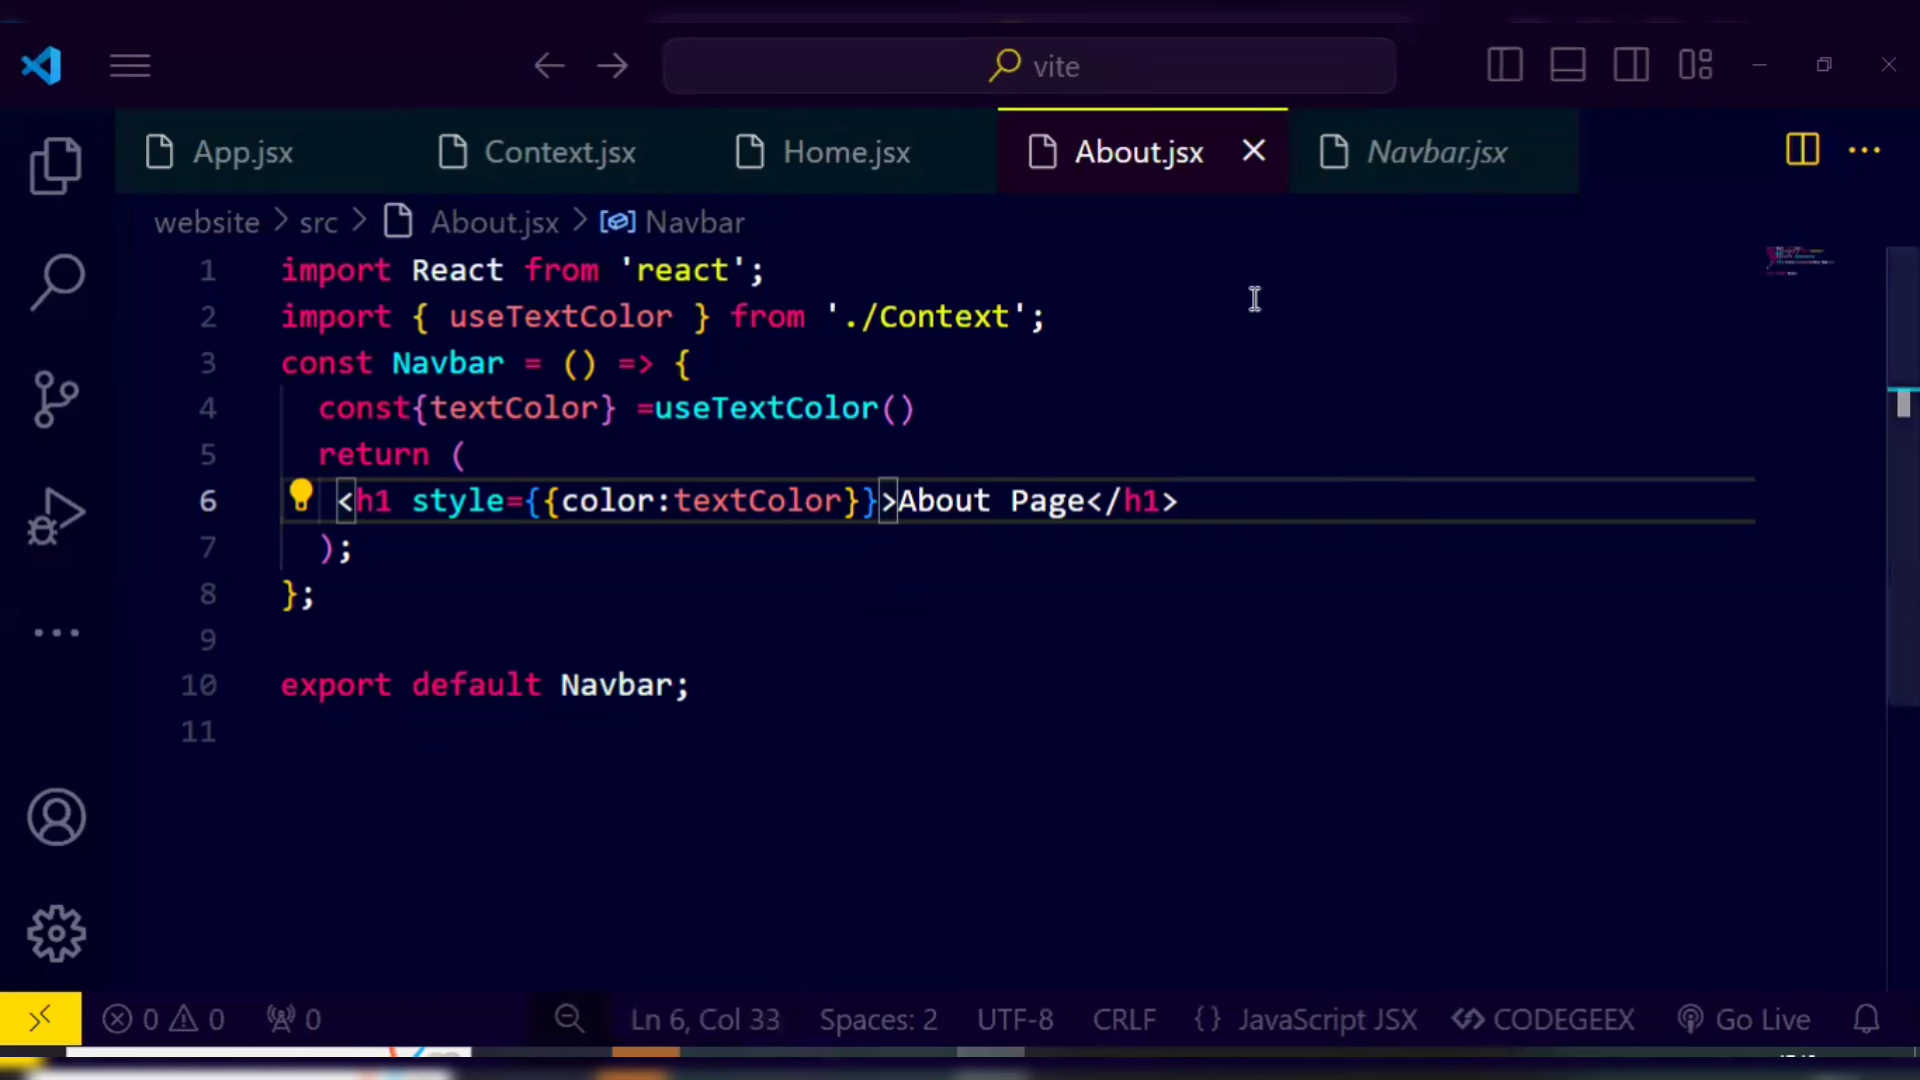 vite
App.jsx
Context.jsx
Home.jsx
About.jsx
Navbar.jsx
website > src > About.jsx > Navbar
1 import React from 'react';
2 import { useTextColor } from './Context';
3 const Navbar = () => {
4 const{textColor} =useTextColor()
5 return (
6 <h1 style={{color:textColor}}>About Page</h1>
7 );
8 };
9
10 export default Navbar;
11
0 0 0 Ln 6, Col 33 Spaces: 2 UTF-8 CRLF {} JavaScript JSX CODEGEEX Go Live